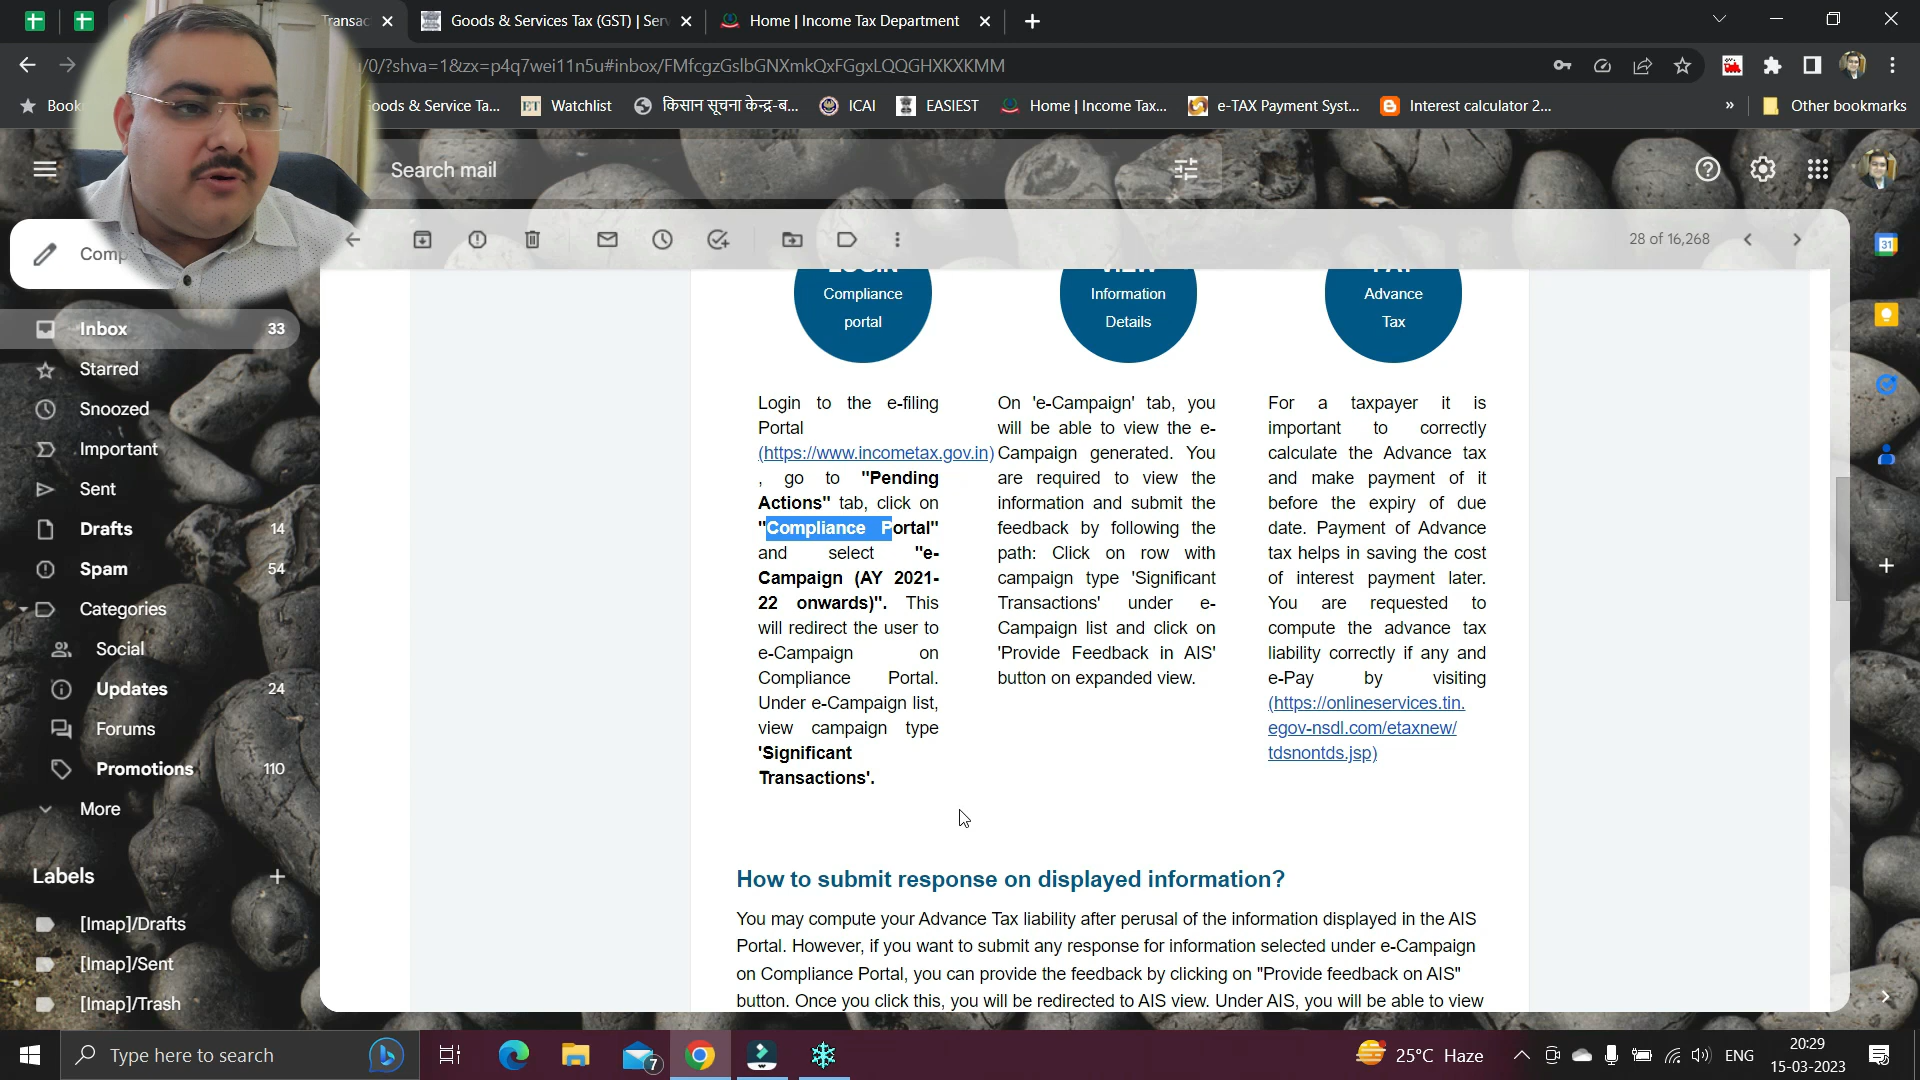 Transac
Goods & Services Tax (GST) | Ser
Home | Income Tax Department
/0/?shva=1&zx=p4q7wei11n5u#inbox/FMfcgzGslbGNXmkQxFGgxLQQGHXKXKMM
Book
oods & Service Ta...
ET
Watchlist
किसान सूचना केन्द्र-ब...
ICAI
EASIEST
Home | Income Tax...
e-TAX Payment Syst...
Interest calculator 2...
»
Other bookmarks
Search mail
Comp
28 of 16,268
31
Inbox 33
Starred
Snoozed
Important
Sent
Drafts 14
Spam 54
Categories
Social
Updates 24
Forums
Promotions 110
More
Labels
[Imap]/Drafts
[Imap]/Sent
[Imap]/Trash
LOGIN
Compliance
portal
VIEW
Information
Details
PAY
Advance
Tax
Login to the e-filing
Portal
(https://www.incometax.gov.in)
, go to "Pending
Actions" tab, click on
"Compliance Portal"
and select "e-
Campaign (AY 2021-
22 onwards)". This
will redirect the user to
e-Campaign on
Compliance Portal.
Under e-Campaign list,
view campaign type
'Significant
Transactions'.
On 'e-Campaign' tab, you
will be able to view the e-
Campaign generated. You
are required to view the
information and submit the
feedback by following the
path: Click on row with
campaign type 'Significant
Transactions' under e-
Campaign list and click on
'Provide Feedback in AIS'
button on expanded view.
For a taxpayer it is
important to correctly
calculate the Advance tax
and make payment of it
before the expiry of due
date. Payment of Advance
tax helps in saving the cost
of interest payment later.
You are requested to
compute the advance tax
liability correctly if any and
e-Pay by visiting
(https://onlineservices.tin.
egov-nsdl.com/etaxnew/
tdsnontds.jsp)
How to submit response on displayed information?
You may compute your Advance Tax liability after perusal of the information displayed in the AIS
Portal. However, if you want to submit any response for information selected under e-Campaign
on Compliance Portal, you can provide the feedback by clicking on "Provide feedback on AIS"
button. Once you click this, you will be redirected to AIS view. Under AIS, you will be able to view
Type here to search
7
25°C Haze
ENG
20:29
15-03-2023